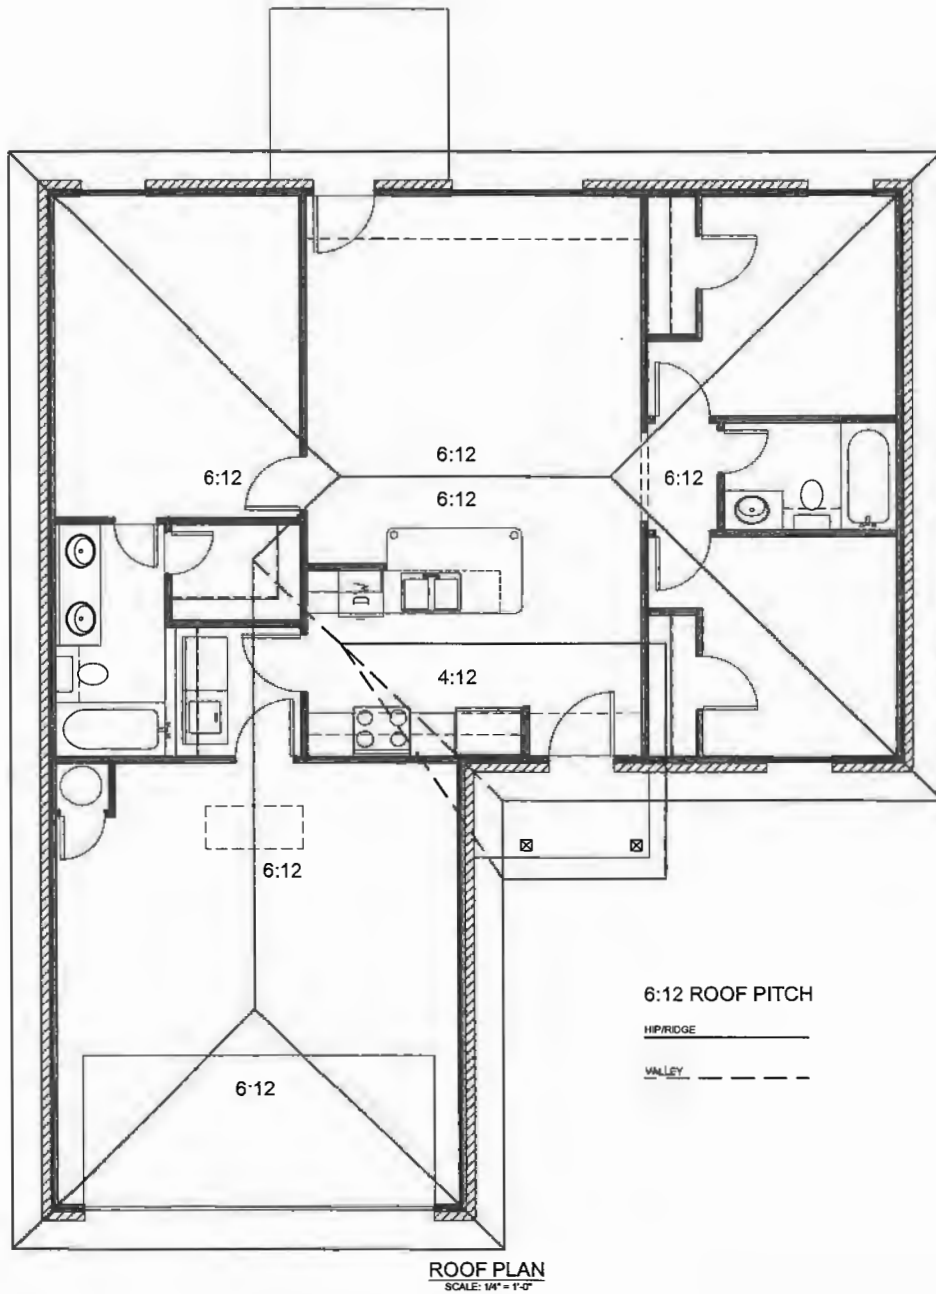 6:12
6:12
6:12
6:12
DW
4:12
6:12
6:12
6:12 ROOF PITCH
HIP/RIDGE
VALLEY
ROOF PLAN
SCALE: 1/4" = 1'-0"